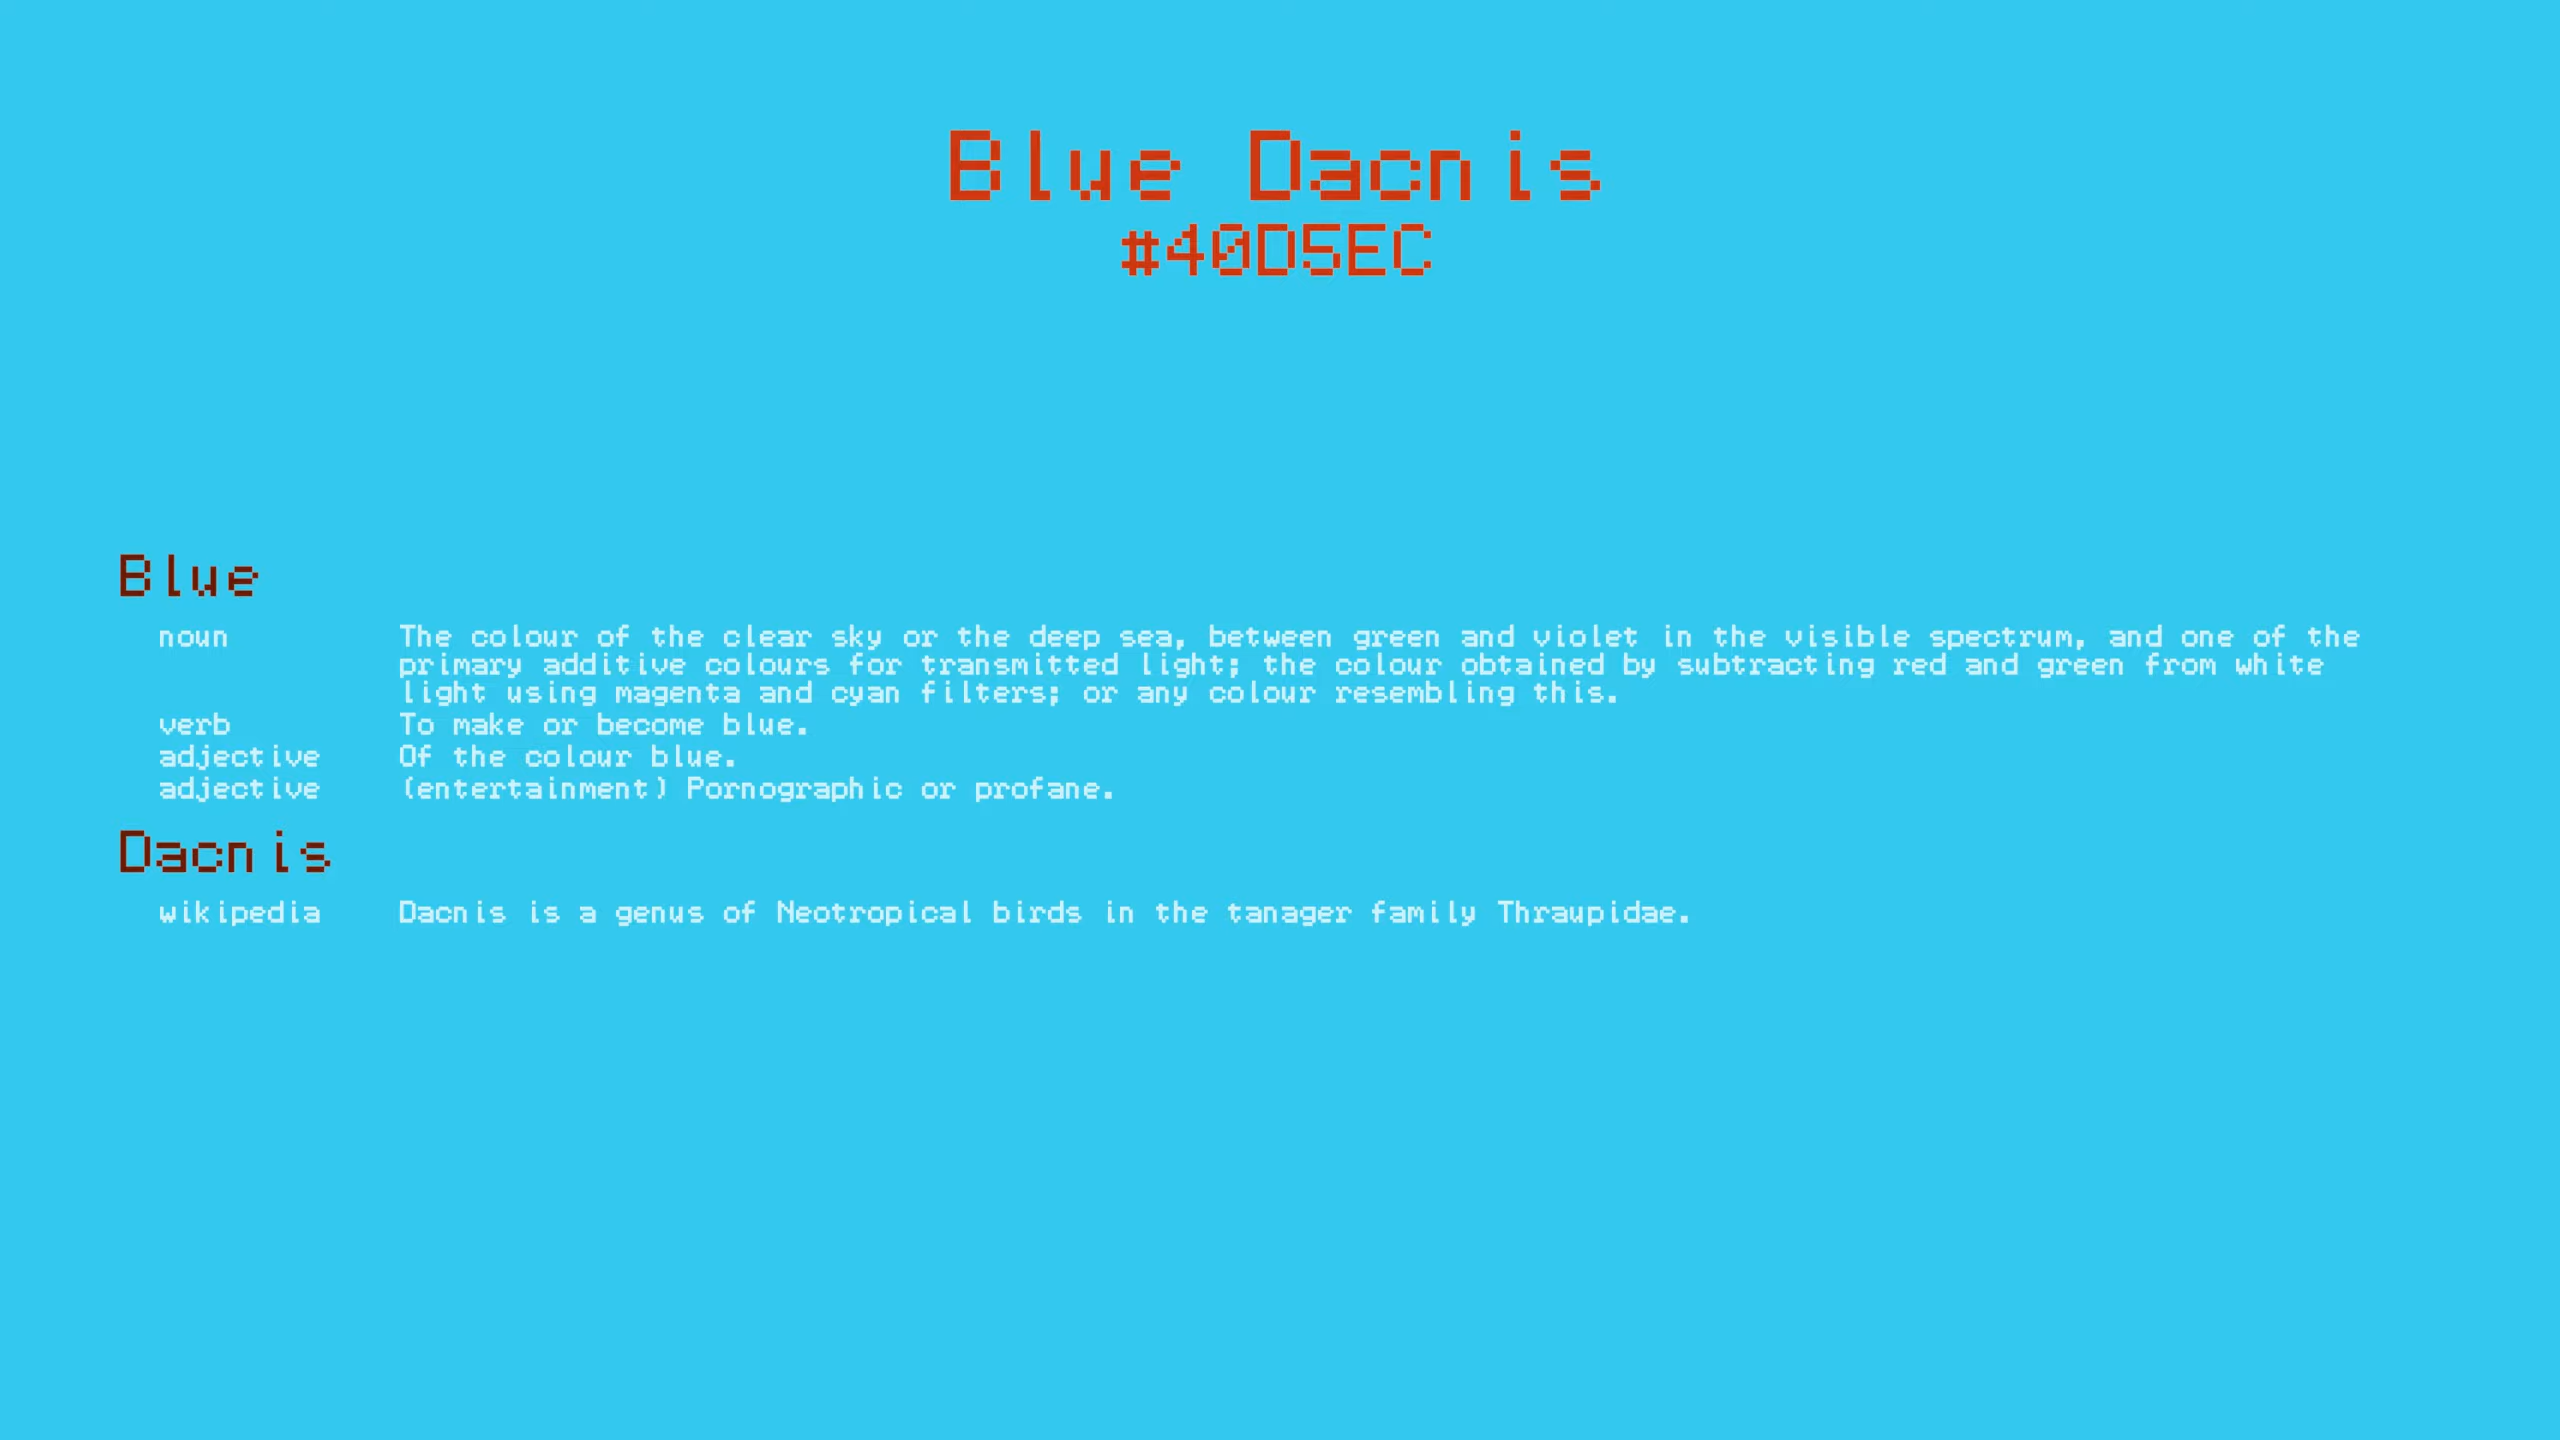 Blue Dacnis
#40D5EC
Blue
noun The colour of the clear sky or the deep sea, between green and violet in the visible spectrum, and one of the
primary additive colours for transmitted light; the colour obtained by subtracting red and green from white
light using magenta and cyan filters; or any colour resembling this.
verb To make or become blue.
adjective Of the colour blue.
adjective (entertainment) Pornographic or profane.
Dacnis
wikipedia Dacnis is a genus of Neotropical birds in the tanager family Thraupidae.